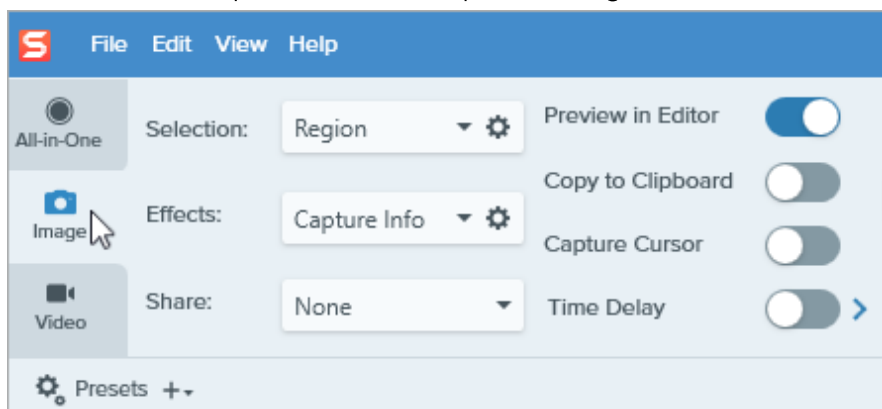 S File Edit View Help
All-in-One
Selection: Region
Preview in Editor
Copy to Clipboard
Image
Effects: Capture Info
Capture Cursor
Video
Share: None
Time Delay
Presets